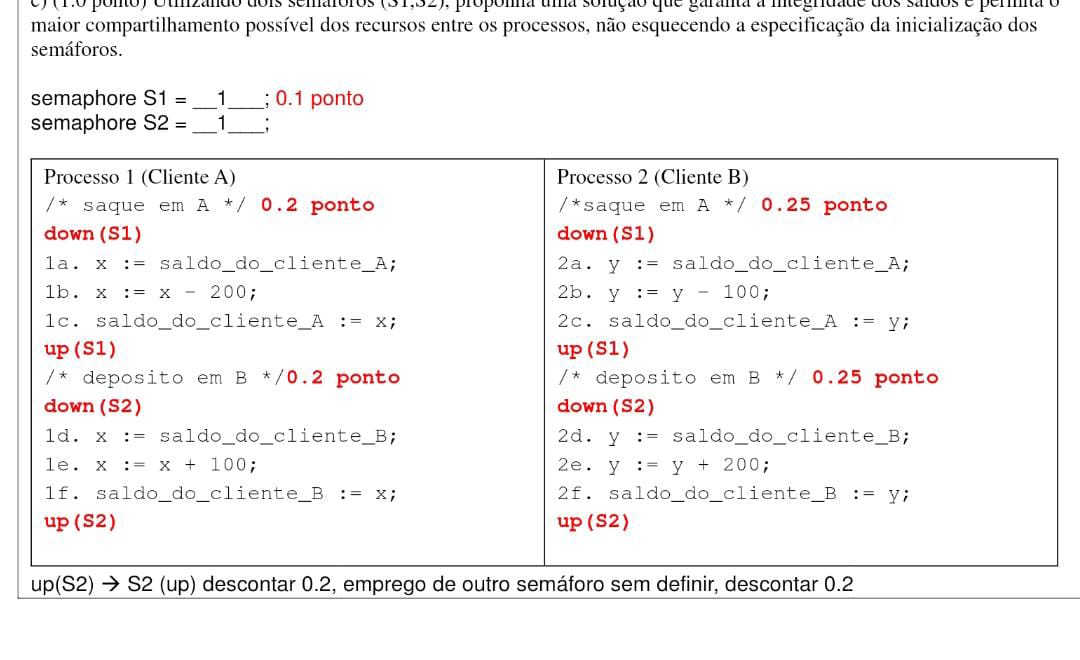 c) (1.0 ponto) Utilizando dois semáforos (S1,S2), proponha uma solução que garanta a integridade dos saldos e permita o
maior compartilhamento possível dos recursos entre os processos, não esquecendo a especificação da inicialização dos
semáforos.
semaphore S1 = __1___; 0.1 ponto
semaphore S2 = __1___;
Processo 1 (Cliente A)
/* saque em A */ 0.2 ponto
down(S1)
1a. x := saldo_do_cliente_A;
1b. x := x - 200;
1c. saldo_do_cliente_A := x;
up(S1)
/* deposito em B */0.2 ponto
down(S2)
1d. x := saldo_do_cliente_B;
1e. x := x + 100;
1f. saldo_do_cliente_B := x;
up(S2)
Processo 2 (Cliente B)
/*saque em A */ 0.25 ponto
down(S1)
2a. y := saldo_do_cliente_A;
2b. y := y - 100;
2c. saldo_do_cliente_A := y;
up(S1)
/* deposito em B */ 0.25 ponto
down(S2)
2d. y := saldo_do_cliente_B;
2e. y := y + 200;
2f. saldo_do_cliente_B := y;
up(S2)
up(S2) → S2 (up) descontar 0.2, emprego de outro semáforo sem definir, descontar 0.2